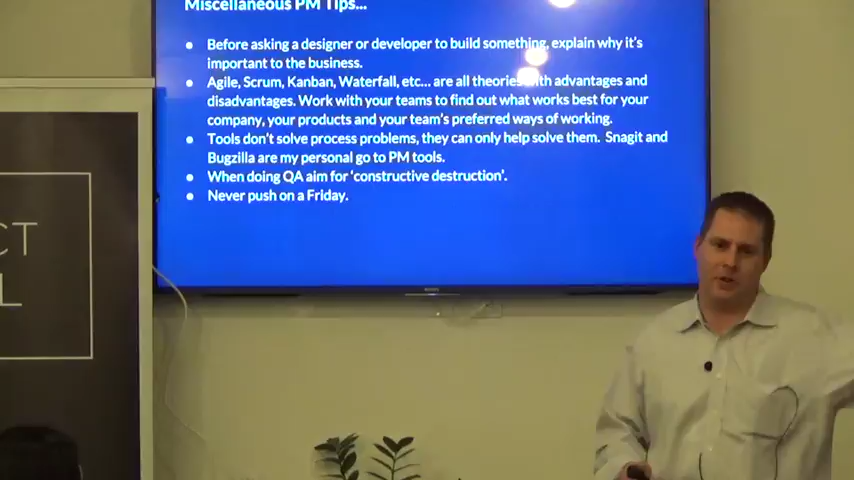 Miscellaneous PM Tips...
● Before asking a designer or developer to build something, explain why it's
important to the business.
● Agile, Scrum, Kanban, Waterfall, etc... are all theories with advantages and
disadvantages. Work with your teams to find out what works best for your
company, your products and your team's preferred ways of working.
● Tools don't solve process problems, they can only help solve them. Snagit and
Bugzilla are my personal go to PM tools.
● When doing QA aim for 'constructive destruction'.
● Never push on a Friday.
CT
L